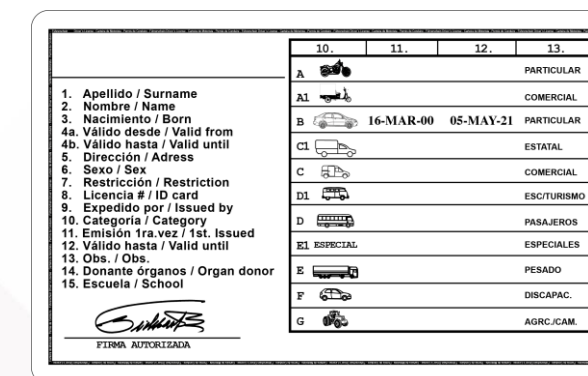 1. Apellido / Surname
2. Nombre / Name
3. Nacimiento / Born
4a. Válido desde / Valid from
4b. Válido hasta / Valid until
5. Dirección / Adress
6. Sexo / Sex
7. Restricción / Restriction
8. Licencia # / ID card
9. Expedido por / Issued by
10. Categoría / Category
11. Emisión 1ra.vez / 1st. Issued
12. Válido hasta / Valid until
13. Obs. / Obs.
14. Donante órganos / Organ donor
15. Escuela / School
FIRMA AUTORIZADA
10. 11. 12. 13.
A PARTICULAR
A1 COMERCIAL
B 16-MAR-00 05-MAY-21 PARTICULAR
C1 ESTATAL
C COMERCIAL
D1 ESC/TURISMO
D PASAJEROS
E1 ESPECIAL ESPECIALES
E PESADO
F DISCAPAC.
G AGRC./CAM.